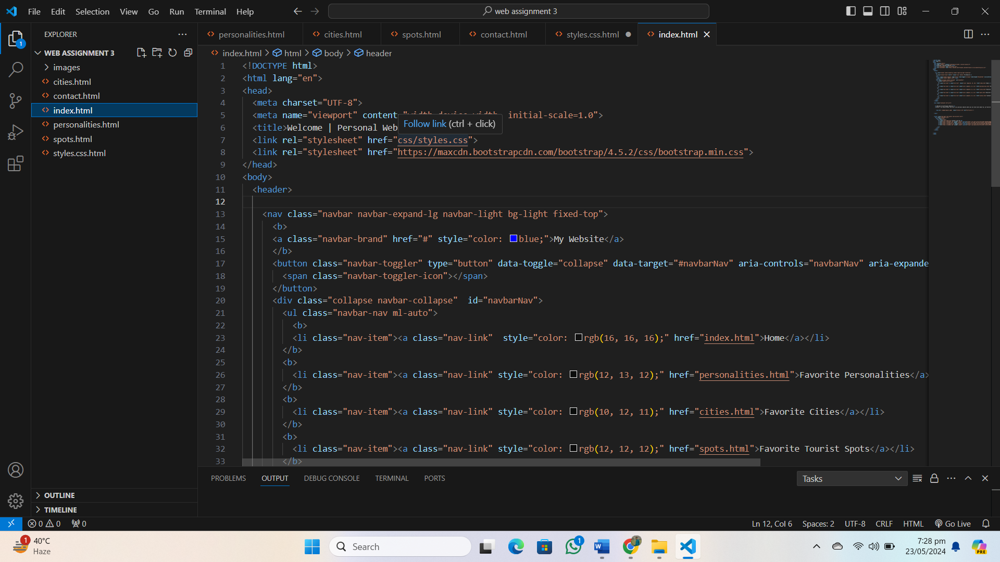 File Edit Selection View Go Run Terminal Help
web assignment 3
EXPLORER
personalities.html
cities.html
spots.html
contact.html
styles.css.html
index.html
1
WEB ASSIGNMENT 3
images
cities.html
contact.html
index.html
personalities.html
spots.html
styles.css.html
index.html > html > body > header
1 <!DOCTYPE html>
2 <html lang="en">
3 <head>
4 <meta charset="UTF-8">
5 <meta name="viewport" content initial-scale=1.0">
Follow link (ctrl + click)
6 <title>Welcome | Personal Web
7 <link rel="stylesheet" href="css/styles.css">
8 <link rel="stylesheet" href="https://maxcdn.bootstrapcdn.com/bootstrap/4.5.2/css/bootstrap.min.css">
9 </head>
10 <body>
11 <header>
12
13 <nav class="navbar navbar-expand-lg navbar-light bg-light fixed-top">
14 <b>
15 <a class="navbar-brand" href="#" style="color: blue;">My Website</a>
16 </b>
17 <button class="navbar-toggler" type="button" data-toggle="collapse" data-target="#navbarNav" aria-controls="navbarNav" aria-expande
18 <span class="navbar-toggler-icon"></span>
19 </button>
20 <div class="collapse navbar-collapse"  id="navbarNav">
21 <ul class="navbar-nav ml-auto">
22 <b>
23 <li class="nav-item"><a class="nav-link"  style="color: rgb(16, 16, 16);" href="index.html">Home</a></li>
24 </b>
25 <b>
26 <li class="nav-item"><a class="nav-link" style="color: rgb(12, 13, 12);" href="personalities.html">Favorite Personalities</a>
27 </b>
28 <b>
29 <li class="nav-item"><a class="nav-link" style="color: rgb(10, 12, 11);" href="cities.html">Favorite Cities</a></li>
30 </b>
31 <b>
32 <li class="nav-item"><a class="nav-link" style="color: rgb(12, 12, 12);" href="spots.html">Favorite Tourist Spots</a></li>
33 </b>
PROBLEMS OUTPUT DEBUG CONSOLE TERMINAL PORTS
Tasks
OUTLINE
TIMELINE
0 0 0
Ln 12, Col 6 Spaces: 2 UTF-8 CRLF HTML Go Live
1
40°C
Haze
Search
1
7:28 pm
23/05/2024
PRE